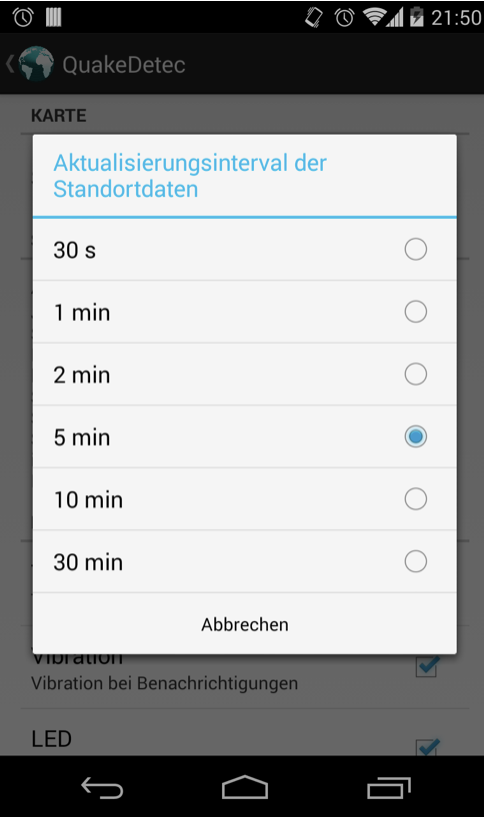 21:50
QuakeDetec
KARTE
Aktualisierungsinterval der
Standortdaten
30 s
1 min
2 min
5 min
10 min
30 min
Abbrechen
Vibration
Vibration bei Benachrichtigungen
LED